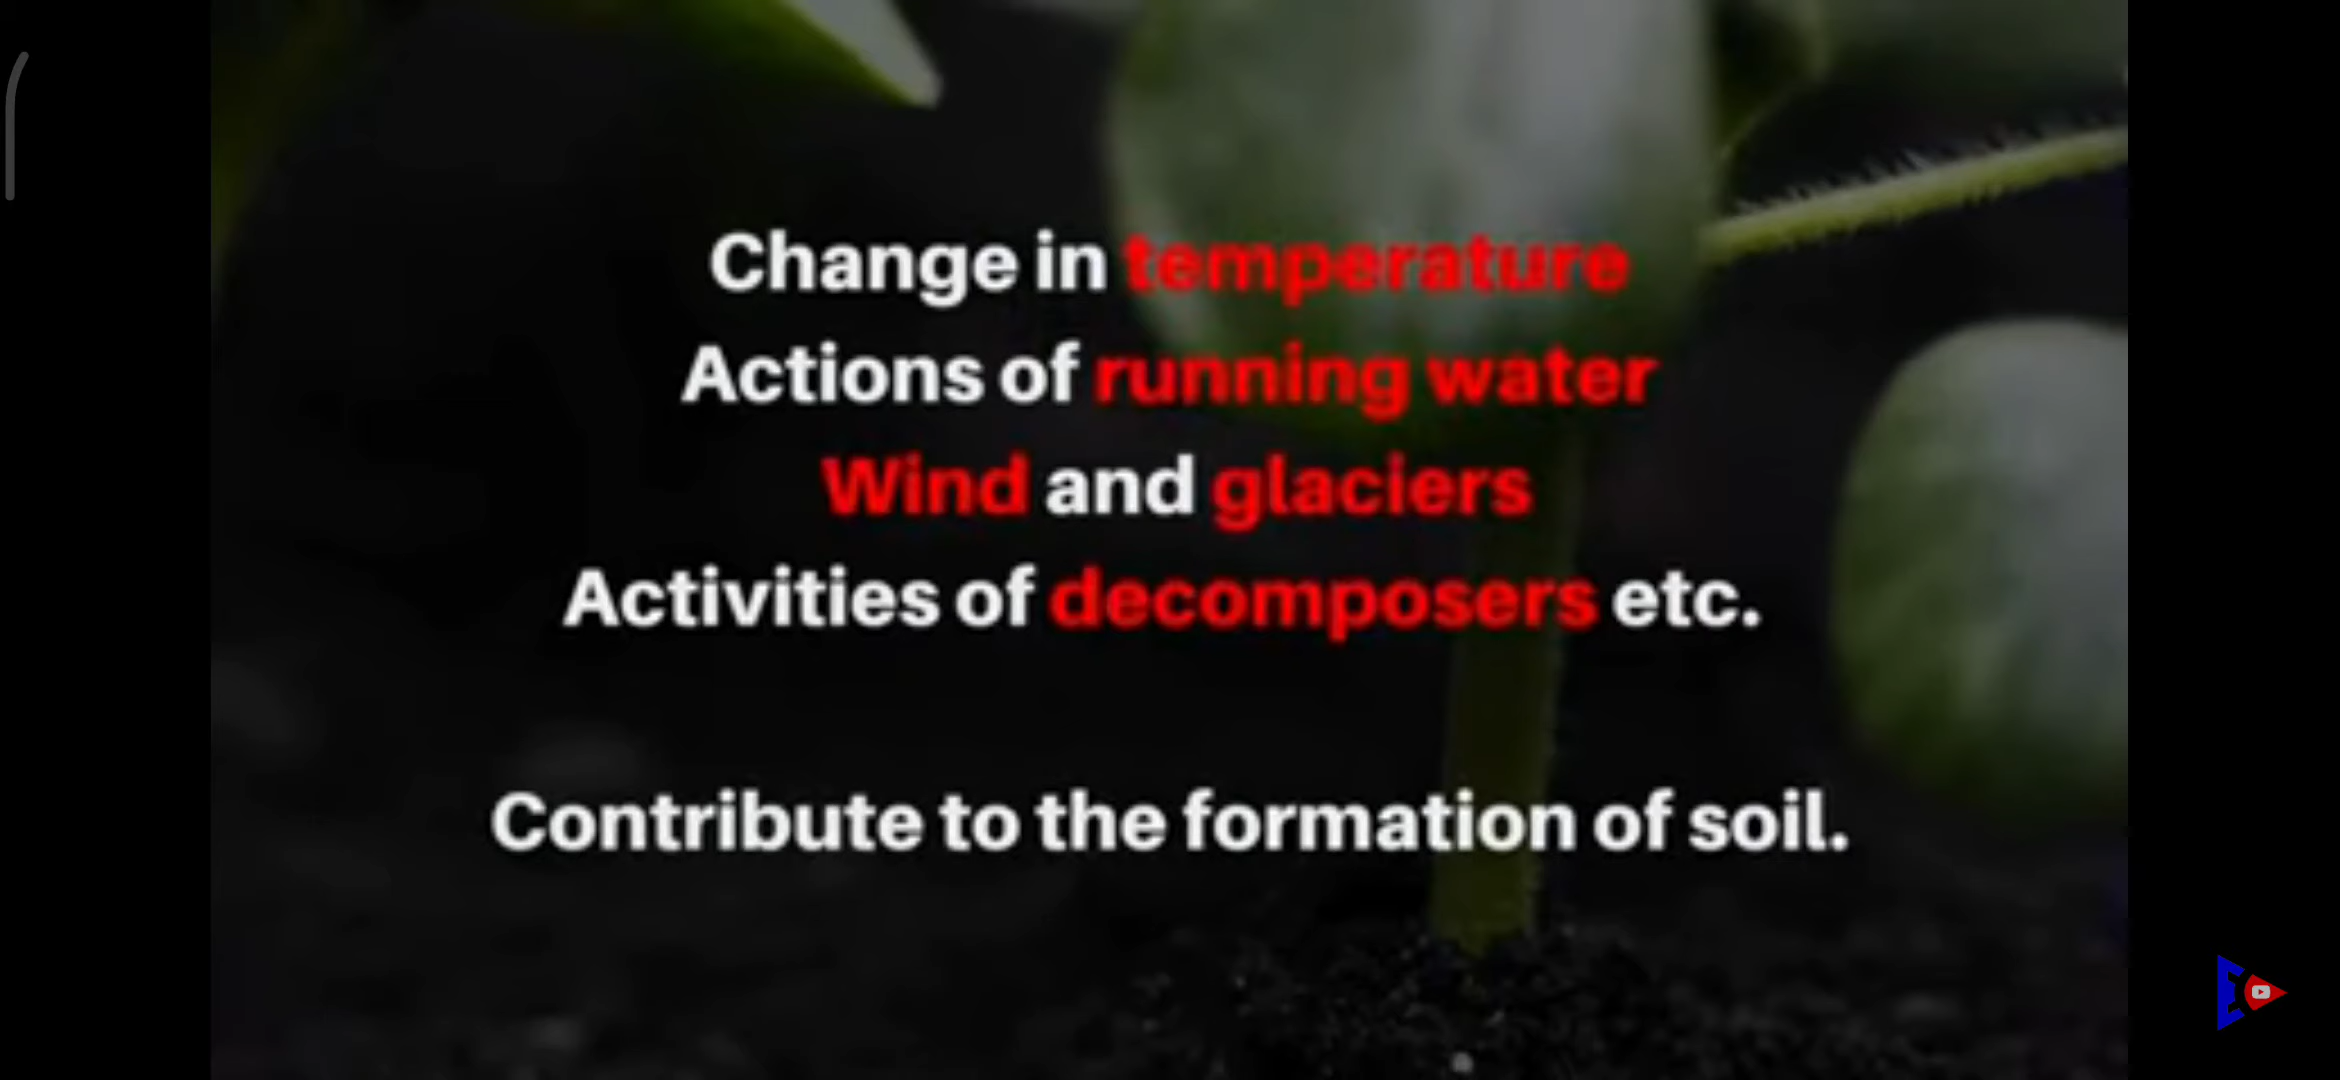 Change in temperature
Actions of running water
Wind and glaciers
Activities of decomposers etc.
Contribute to the formation of soil.